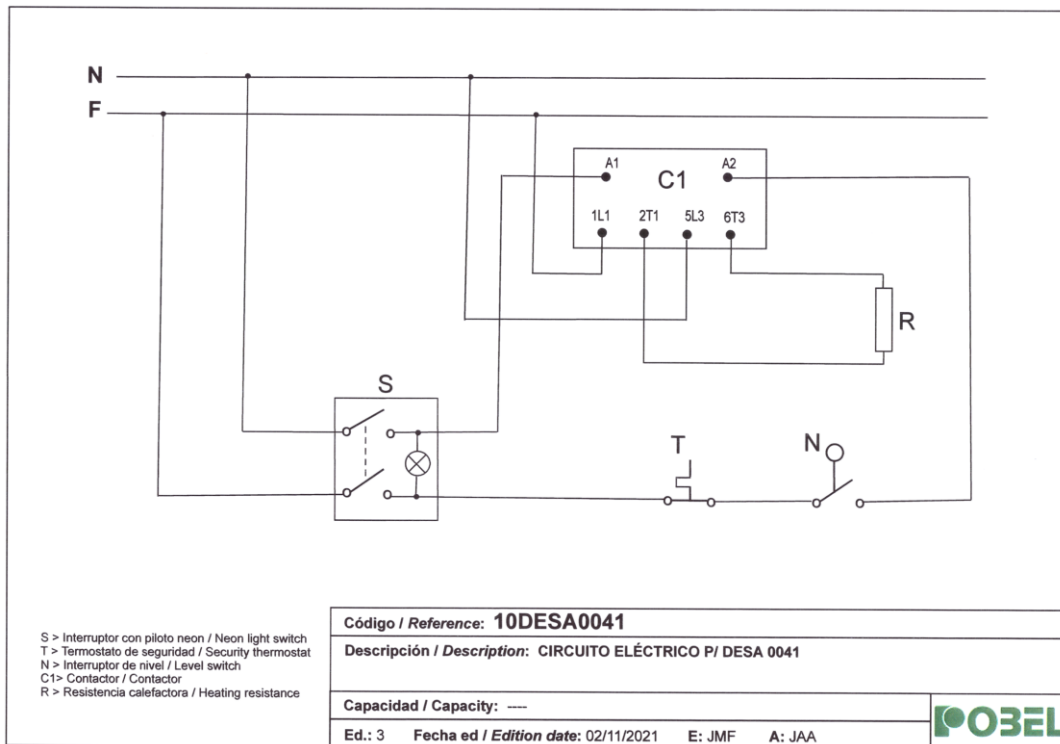 N
F
A1
A2
C1
1L1
2T1
5L3
6T3
R
S
T
N
S > Interruptor con piloto neon / Neon light switch
T > Termostato de seguridad / Security thermostat
N > Interruptor de nivel / Level switch
C1> Contactor / Contactor
R > Resistencia calefactora / Heating resistance
Código / Reference: 10DESA0041
Descripción / Description: CIRCUITO ELÉCTRICO P/ DESA 0041
Capacidad / Capacity: ----
Ed.: 3 Fecha ed / Edition date: 02/11/2021 E: JMF A: JAA
POBEL